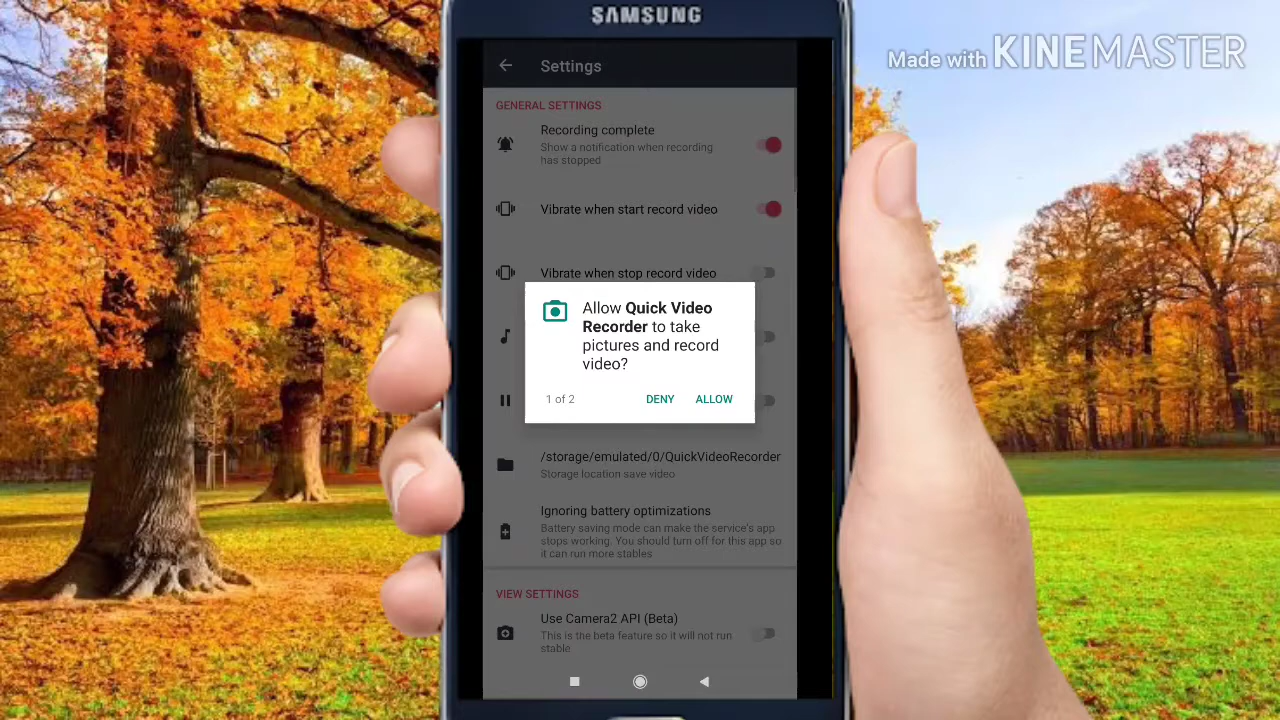 SAMSUNG
Made with KINEMASTER
Settings
GENERAL SETTINGS
Recording complete
Show a notification when recording
has stopped
Vibrate when start record video
Vibrate when stop record video
Allow Quick Video
Recorder to take
pictures and record
video?
1 of 2
DENY
ALLOW
/storage/emulated/0/QuickVideoRecorder
Storage location save video
Ignoring battery optimizations
Battery saving mode can make the service's app
stops working. You should turn off for this app so
it can run more stables
VIEW SETTINGS
Use Camera2 API (Beta)
This is the beta feature so it will not run
stable